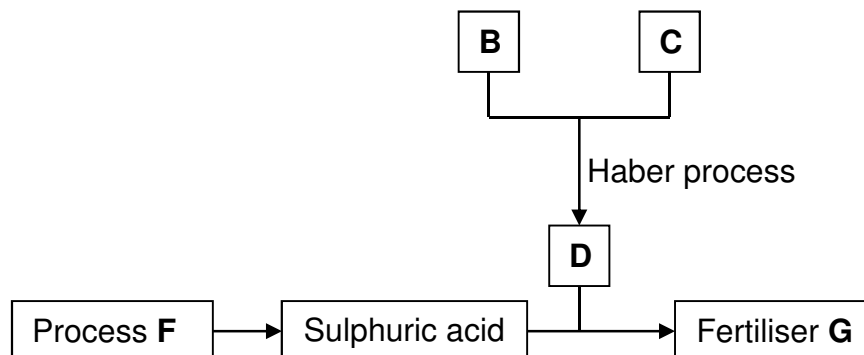 B
C
Haber process
D
Process F
Sulphuric acid
Fertiliser G